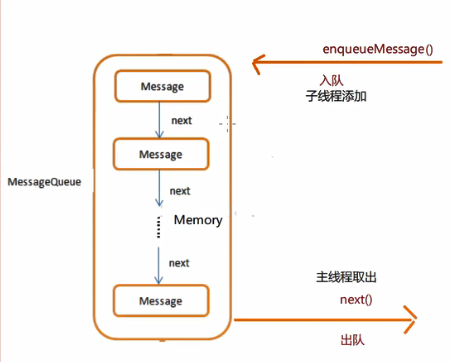 enqueueMessage()
入队
子线程添加
Message
next
Message
next
MessageQueue
Memory
next
Message
主线程取出
next()
出队